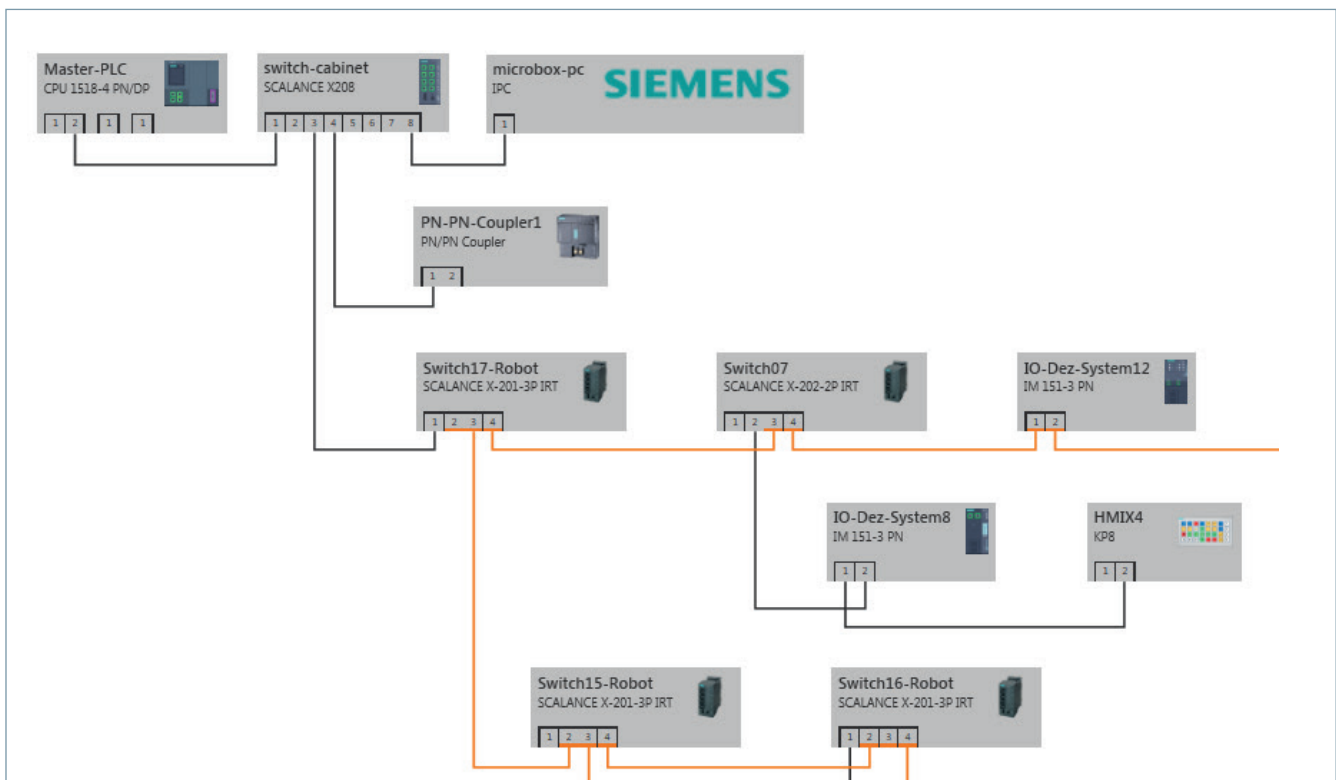 Master-PLC
CPU 1518-4 PN/DP
1 2 1 1
switch-cabinet
SCALANCE X208
1 2 3 4 5 6 7 8
microbox-pc
IPC
SIEMENS
1
PN-PN-Coupler1
PN/PN Coupler
1 2
Switch17-Robot
SCALANCE X-201-3P IRT
1 2 3 4
Switch07
SCALANCE X-202-2P IRT
1 2 3 4
IO-Dez-System12
IM 151-3 PN
1 2
IO-Dez-System8
IM 151-3 PN
1 2
HMIX4
KP8
1 2
Switch15-Robot
SCALANCE X-201-3P IRT
1 2 3 4
Switch16-Robot
SCALANCE X-201-3P IRT
1 2 3 4